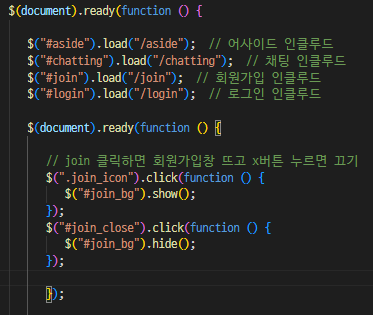 $(document).ready(function () {
$("#aside").load("/aside"); // 어사이드 인클루드
$("#chatting").load("/chatting"); // 채팅 인클루드
$("#join").load("/join"); // 회원가입 인클루드
$("#login").load("/login"); // 로그인 인클루드
$(document).ready(function () {
// join 클릭하면 회원가입창 뜨고 x버튼 누르면 끄기
$(".join_icon").click(function () {
$("#join_bg").show();
});
$("#join_close").click(function () {
$("#join_bg").hide();
});
});